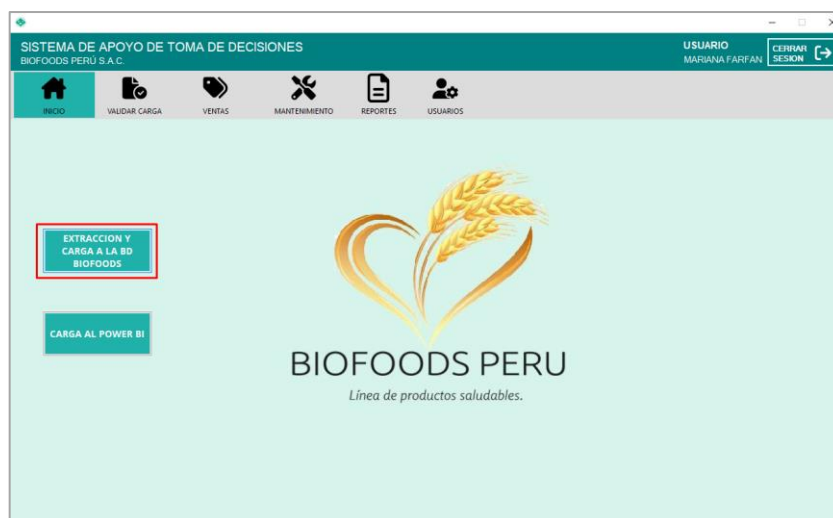 SISTEMA DE APOYO DE TOMA DE DECISIONES
BIOFOODS PERÚ S.A.C.
USUARIO
MARIANA FARFAN
CERRAR
SESION
INICIO
VALIDAR CARGA
VENTAS
MANTENIMIENTO
REPORTES
USUARIOS
EXTRACCION Y
CARGA A LA BD
BIOFOODS
CARGA AL POWER BI
BIOFOODS PERU
Línea de productos saludables.